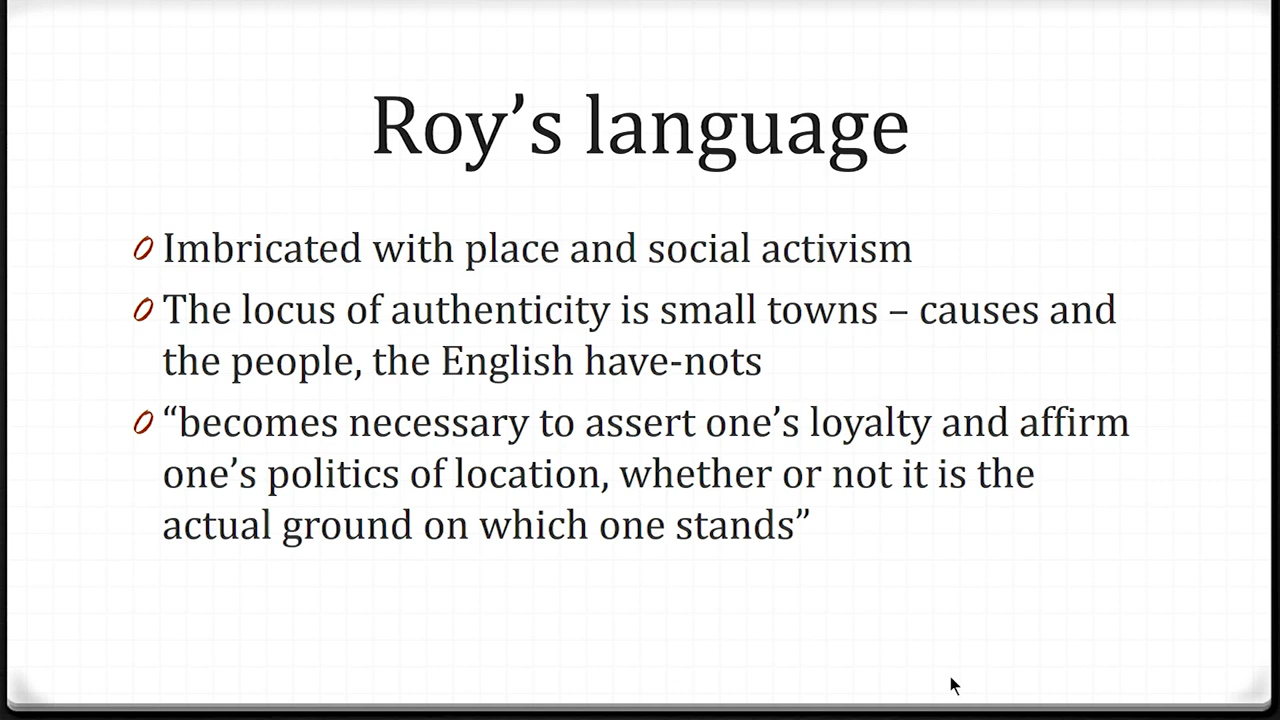 Roy’s language
Imbricated with place and social activism
The locus of authenticity is small towns – causes and
the people, the English have-nots
“becomes necessary to assert one’s loyalty and affirm
one’s politics of location, whether or not it is the
actual ground on which one stands”